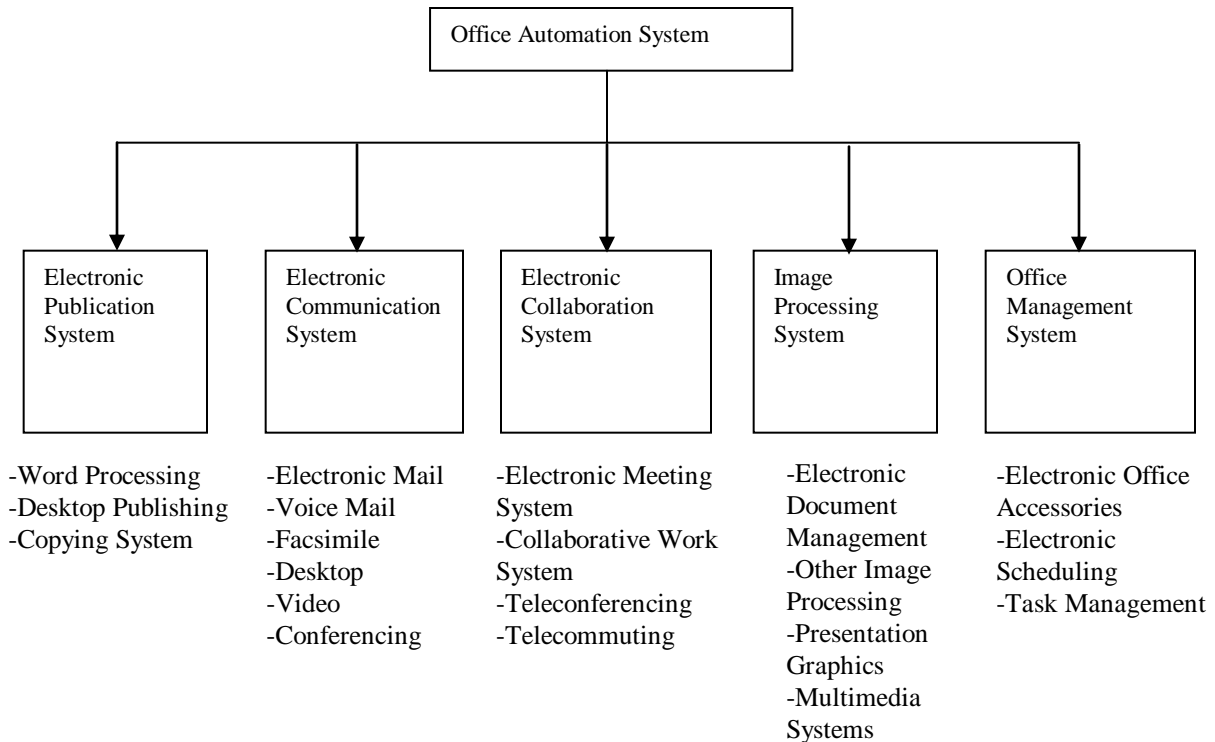 Office Automation System
Electronic
Publication
System
Electronic
Communication
System
Electronic
Collaboration
System
Image
Processing
System
Office
Management
System
-Word Processing
-Desktop Publishing
-Copying System
-Electronic Mail
-Voice Mail
-Facsimile
-Desktop
-Video
-Conferencing
-Electronic Meeting
System
-Collaborative Work
System
-Teleconferencing
-Telecommuting
-Electronic
Document
Management
-Other Image
Processing
-Presentation
Graphics
-Multimedia
Systems
-Electronic Office
Accessories
-Electronic
Scheduling
-Task Management